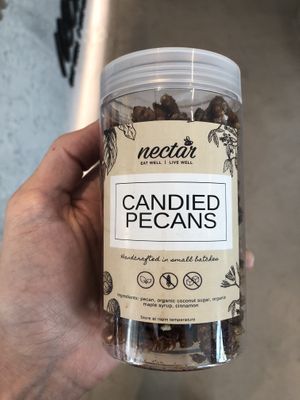 nectar
EAT WELL | LIVE WELL
CANDIED
PECANS
Handcrafted in small batches
Ingredients: pecan, organic coconut sugar, organic
maple syrup, cinnamon
Store at room temperature